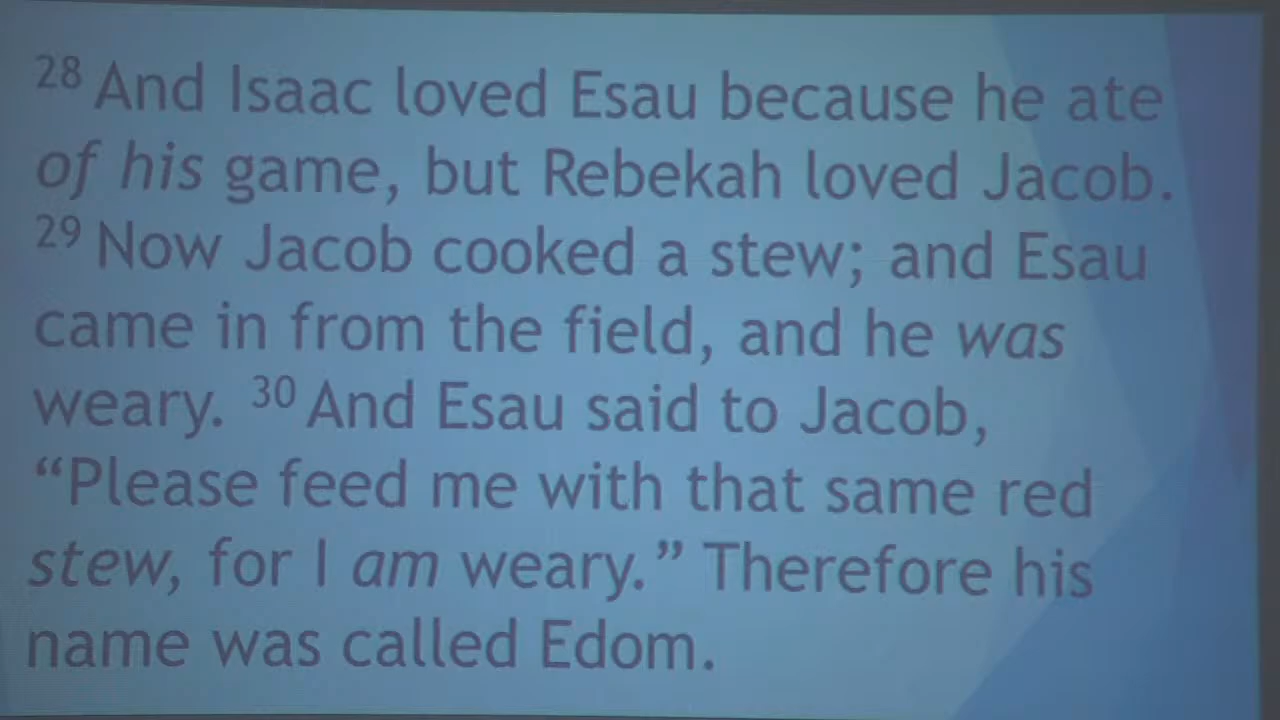 28 And Isaac loved Esau because he ate
of his game, but Rebekah loved Jacob.
29 Now Jacob cooked a stew; and Esau
came in from the field, and he was
weary. 30 And Esau said to Jacob,
“Please feed me with that same red
stew, for I am weary.” Therefore his
name was called Edom.